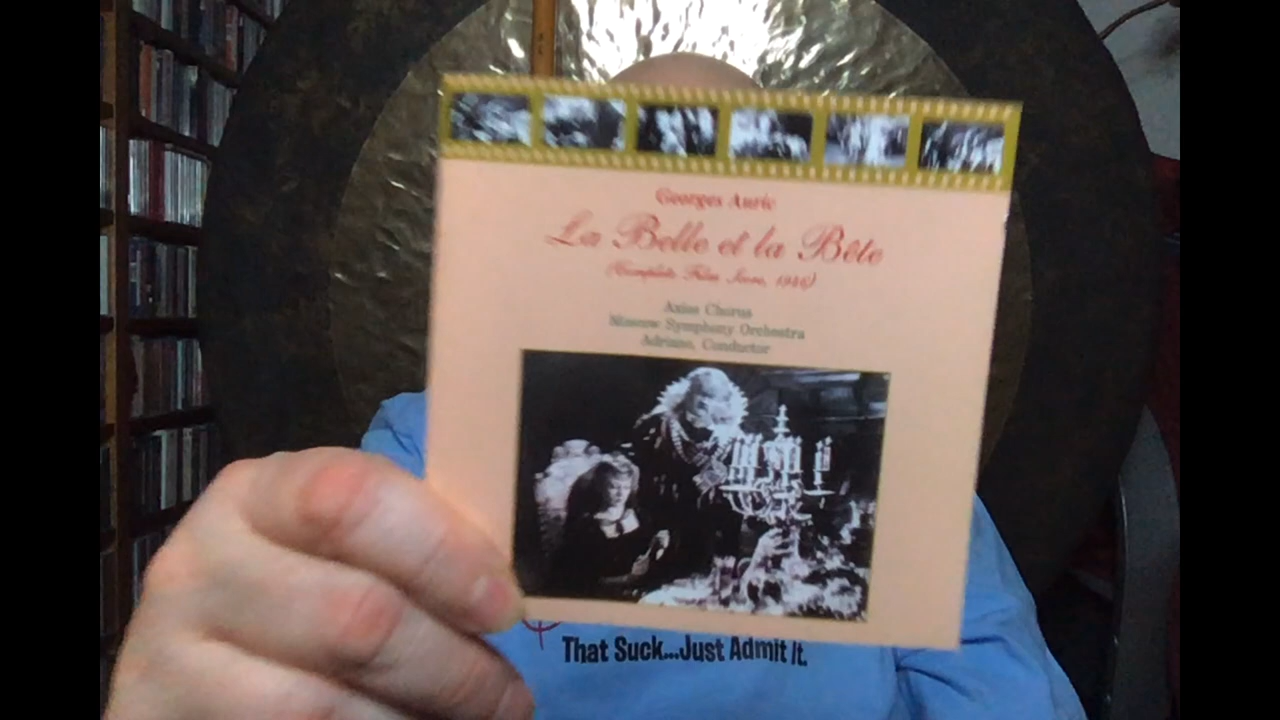 Georges Auric
La Belle et la Bête
(Complete Film Score, 1946)
Axios Chorus
Moscow Symphony Orchestra
Adriano, Conductor
That Suck...Just Admit It.